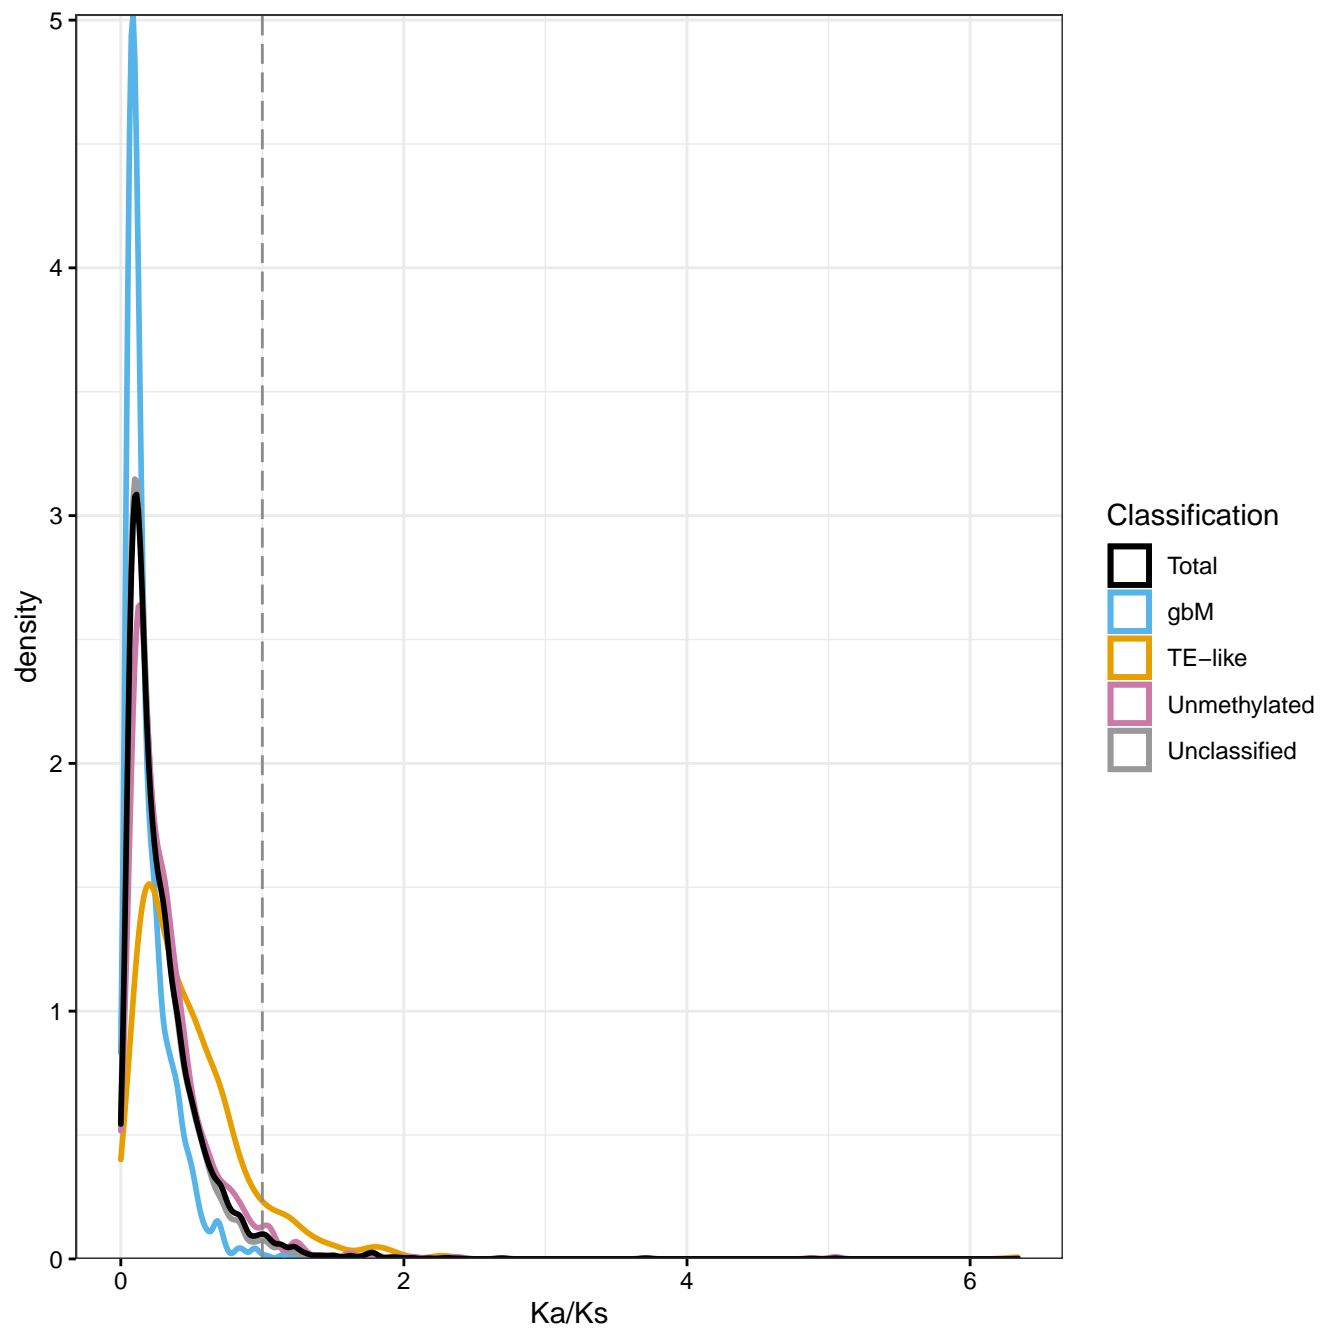 5
4
3
2
1
0
density
0
2
4
6
Ka/Ks
Classification
Total
gbM
TE−like
Unmethylated
Unclassified